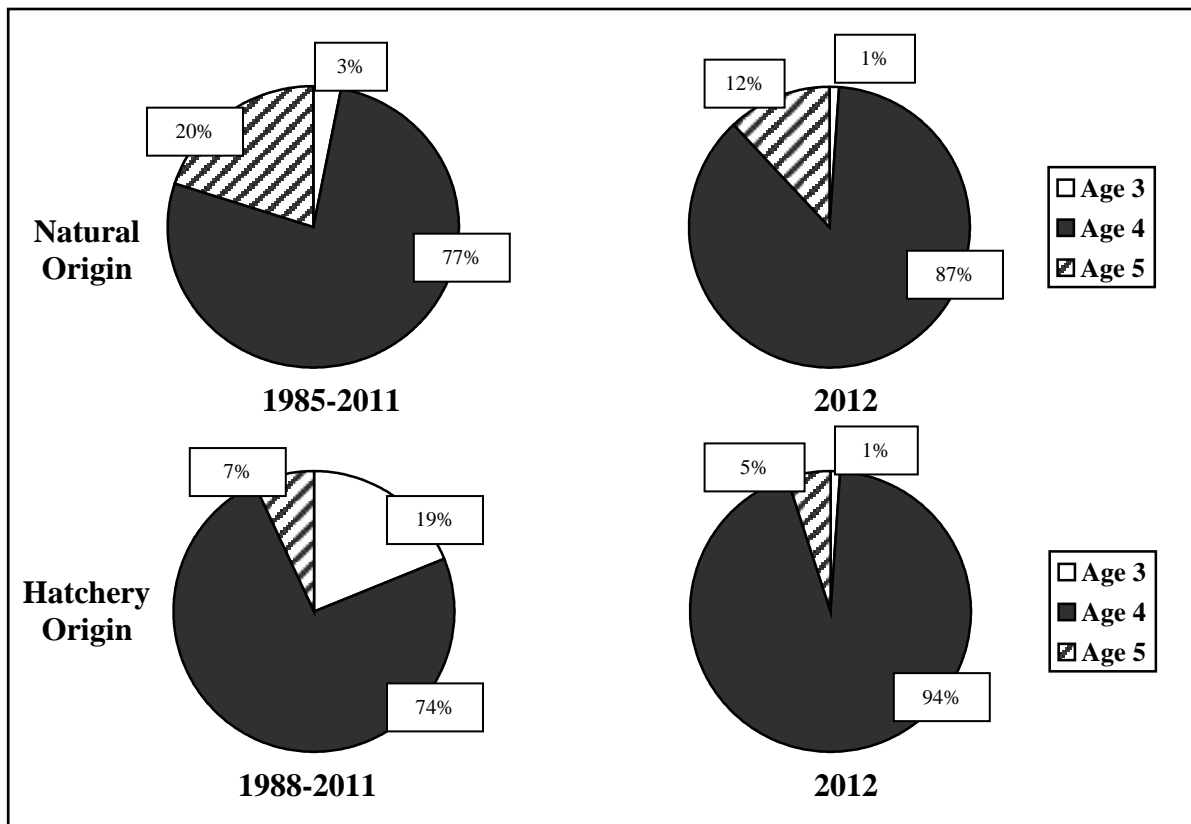 3%
20%
77%
1985-2011
1%
12%
87%
2012
Natural
Origin
Age 3
Age 4
Age 5
7%
19%
74%
1988-2011
1%
5%
94%
2012
Hatchery
Origin
Age 3
Age 4
Age 5